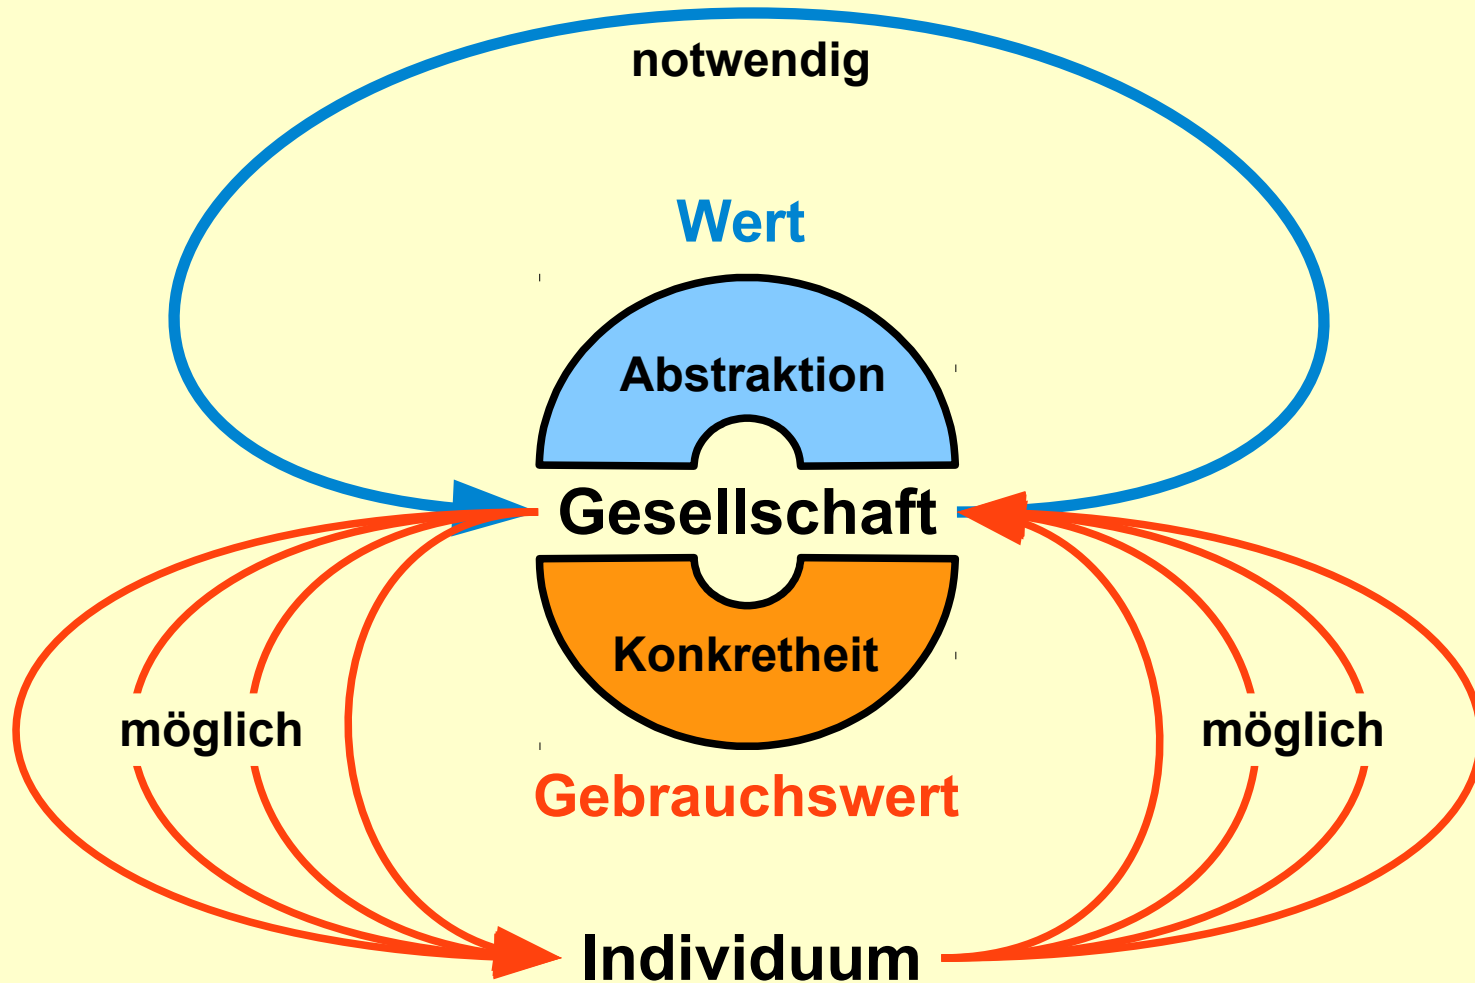 notwendig
Wert
Abstraktion
Gesellschaft
Konkretheit
möglich
möglich
Gebrauchswert
Individuum